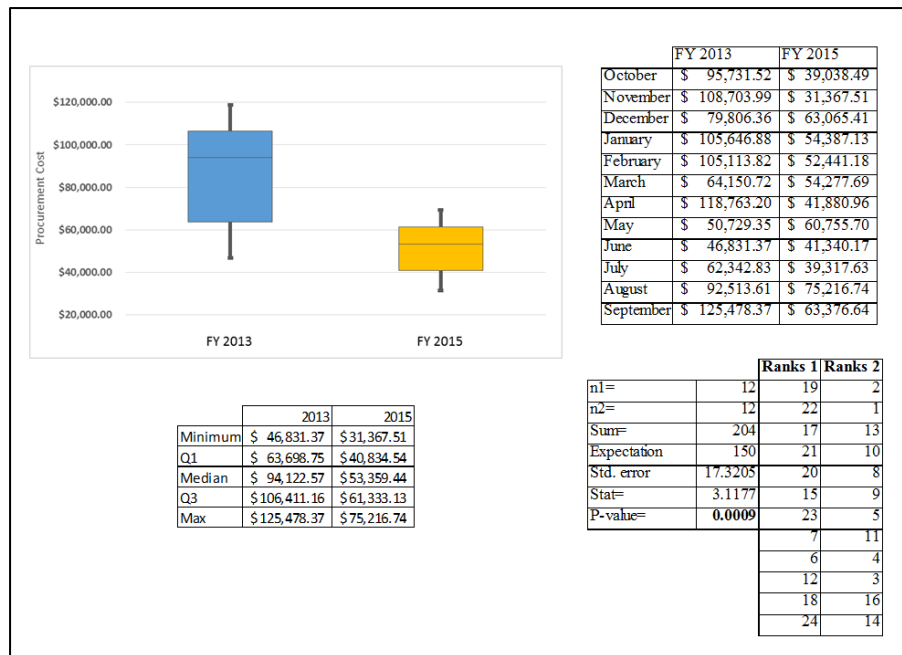 FY 2013 FY 2015
October $ 95,731.52 $ 39,038.49
November $ 108,703.99 $ 31,367.51
December $ 79,806.36 $ 63,065.41
January $ 105,646.88 $ 54,387.13
February $ 105,113.82 $ 52,441.18
March $ 64,150.72 $ 54,277.69
April $ 118,763.20 $ 41,880.96
May $ 50,729.35 $ 60,755.70
June $ 46,831.37 $ 41,340.17
July $ 62,342.83 $ 39,317.63
August $ 92,513.61 $ 75,216.74
September $ 125,478.37 $ 63,376.64
Procurement Cost
$120,000.00
$100,000.00
$80,000.00
$60,000.00
$40,000.00
$20,000.00
FY 2013 FY 2015
2013 2015
Minimum $ 46,831.37 $31,367.51
Q1 $ 63,698.75 $40,834.54
Median $ 94,122.57 $53,359.44
Q3 $106,411.16 $61,333.13
Max $125,478.37 $75,216.74
Ranks 1 Ranks 2
n1= 12 19 2
n2= 12 22 1
Sum= 204 17 13
Expectation 150 21 10
Std. error 17.3205 20 8
Stat= 3.1177 15 9
P-value= 0.0009 23 5
7 11
6 4
12 3
18 16
24 14